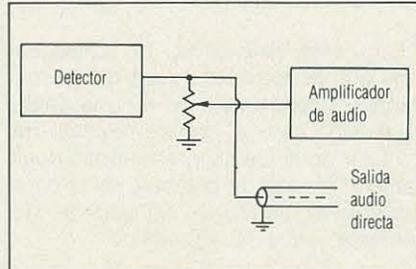 Detector
Amplificador
de audio
Salida
audio
directa